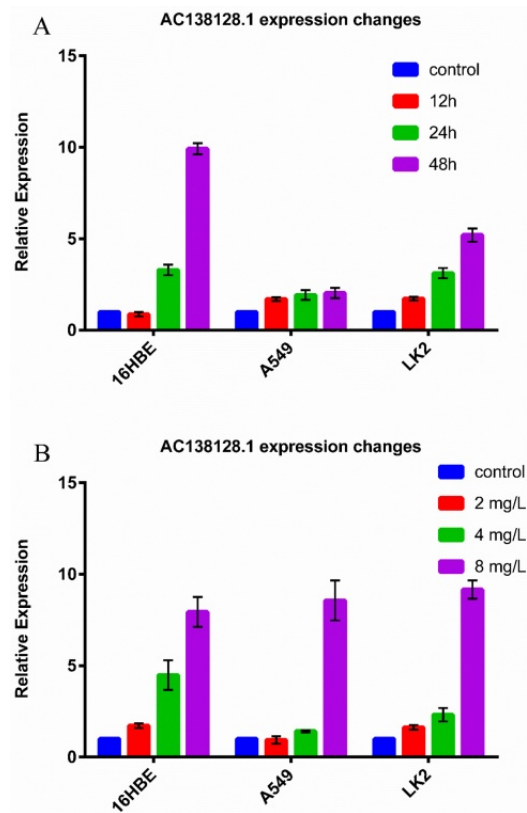 A
AC138128.1 expression changes
Relative Expression
15
10
5
0
control
12h
24h
48h
16HBE
A549
LK2
B
AC138128.1 expression changes
Relative Expression
15
10
5
0
control
2 mg/L
4 mg/L
8 mg/L
16HBE
A549
LK2